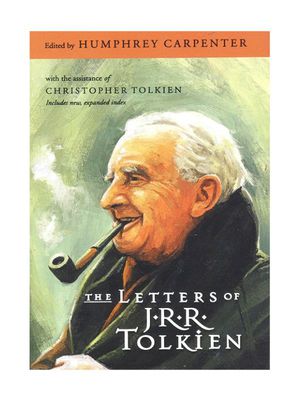 Edited by HUMPHREY CARPENTER
with the assistance of
CHRISTOPHER TOLKIEN
Includes new, expanded index
THE LETTERS OF
J·R·R·
TOLKIEN